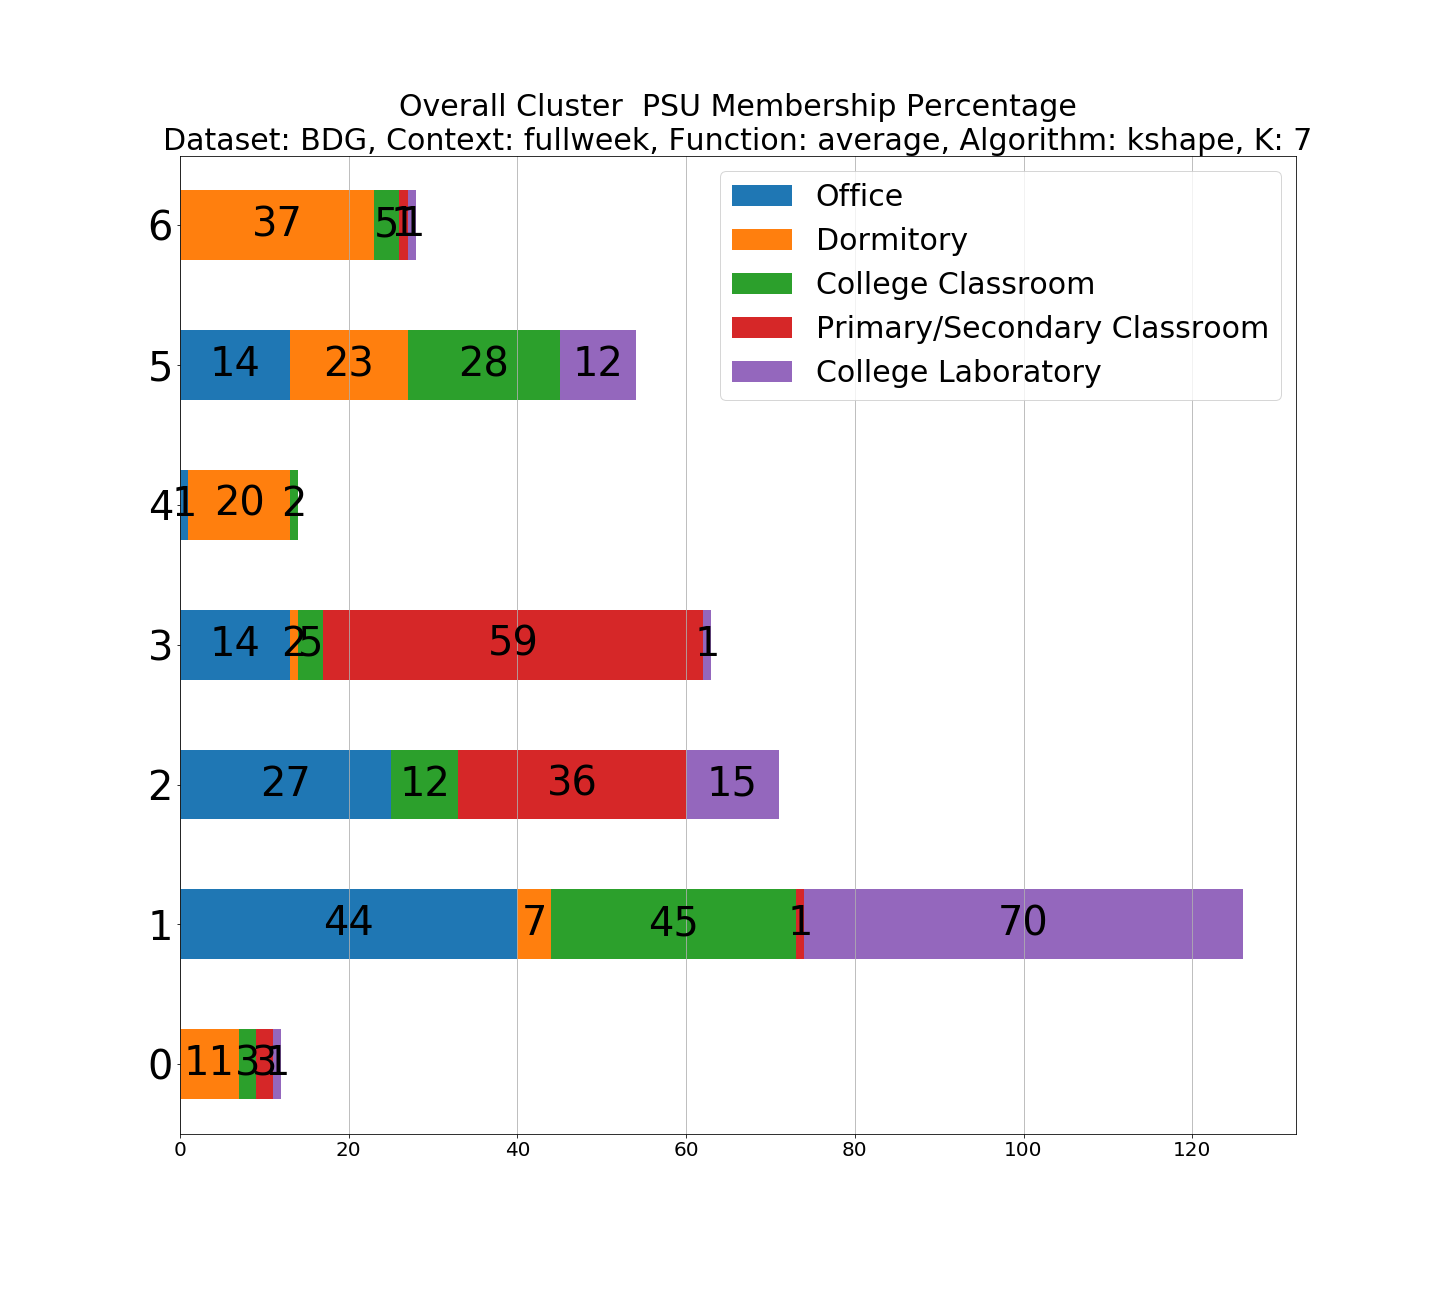 Overall Cluster  PSU Membership Percentage
Dataset: BDG, Context: fullweek, Function: average, Algorithm: kshape, K: 7
Office
Dormitory
College Classroom
Primary/Secondary Classroom
College Laboratory
6 37 5 1 1
5 14 23 28 12
4 1 20 2
3 14 2 5 59 1
2 27 12 36 15
1 44 7 45 1 70
0 11 3 3 1
0 20 40 60 80 100 120